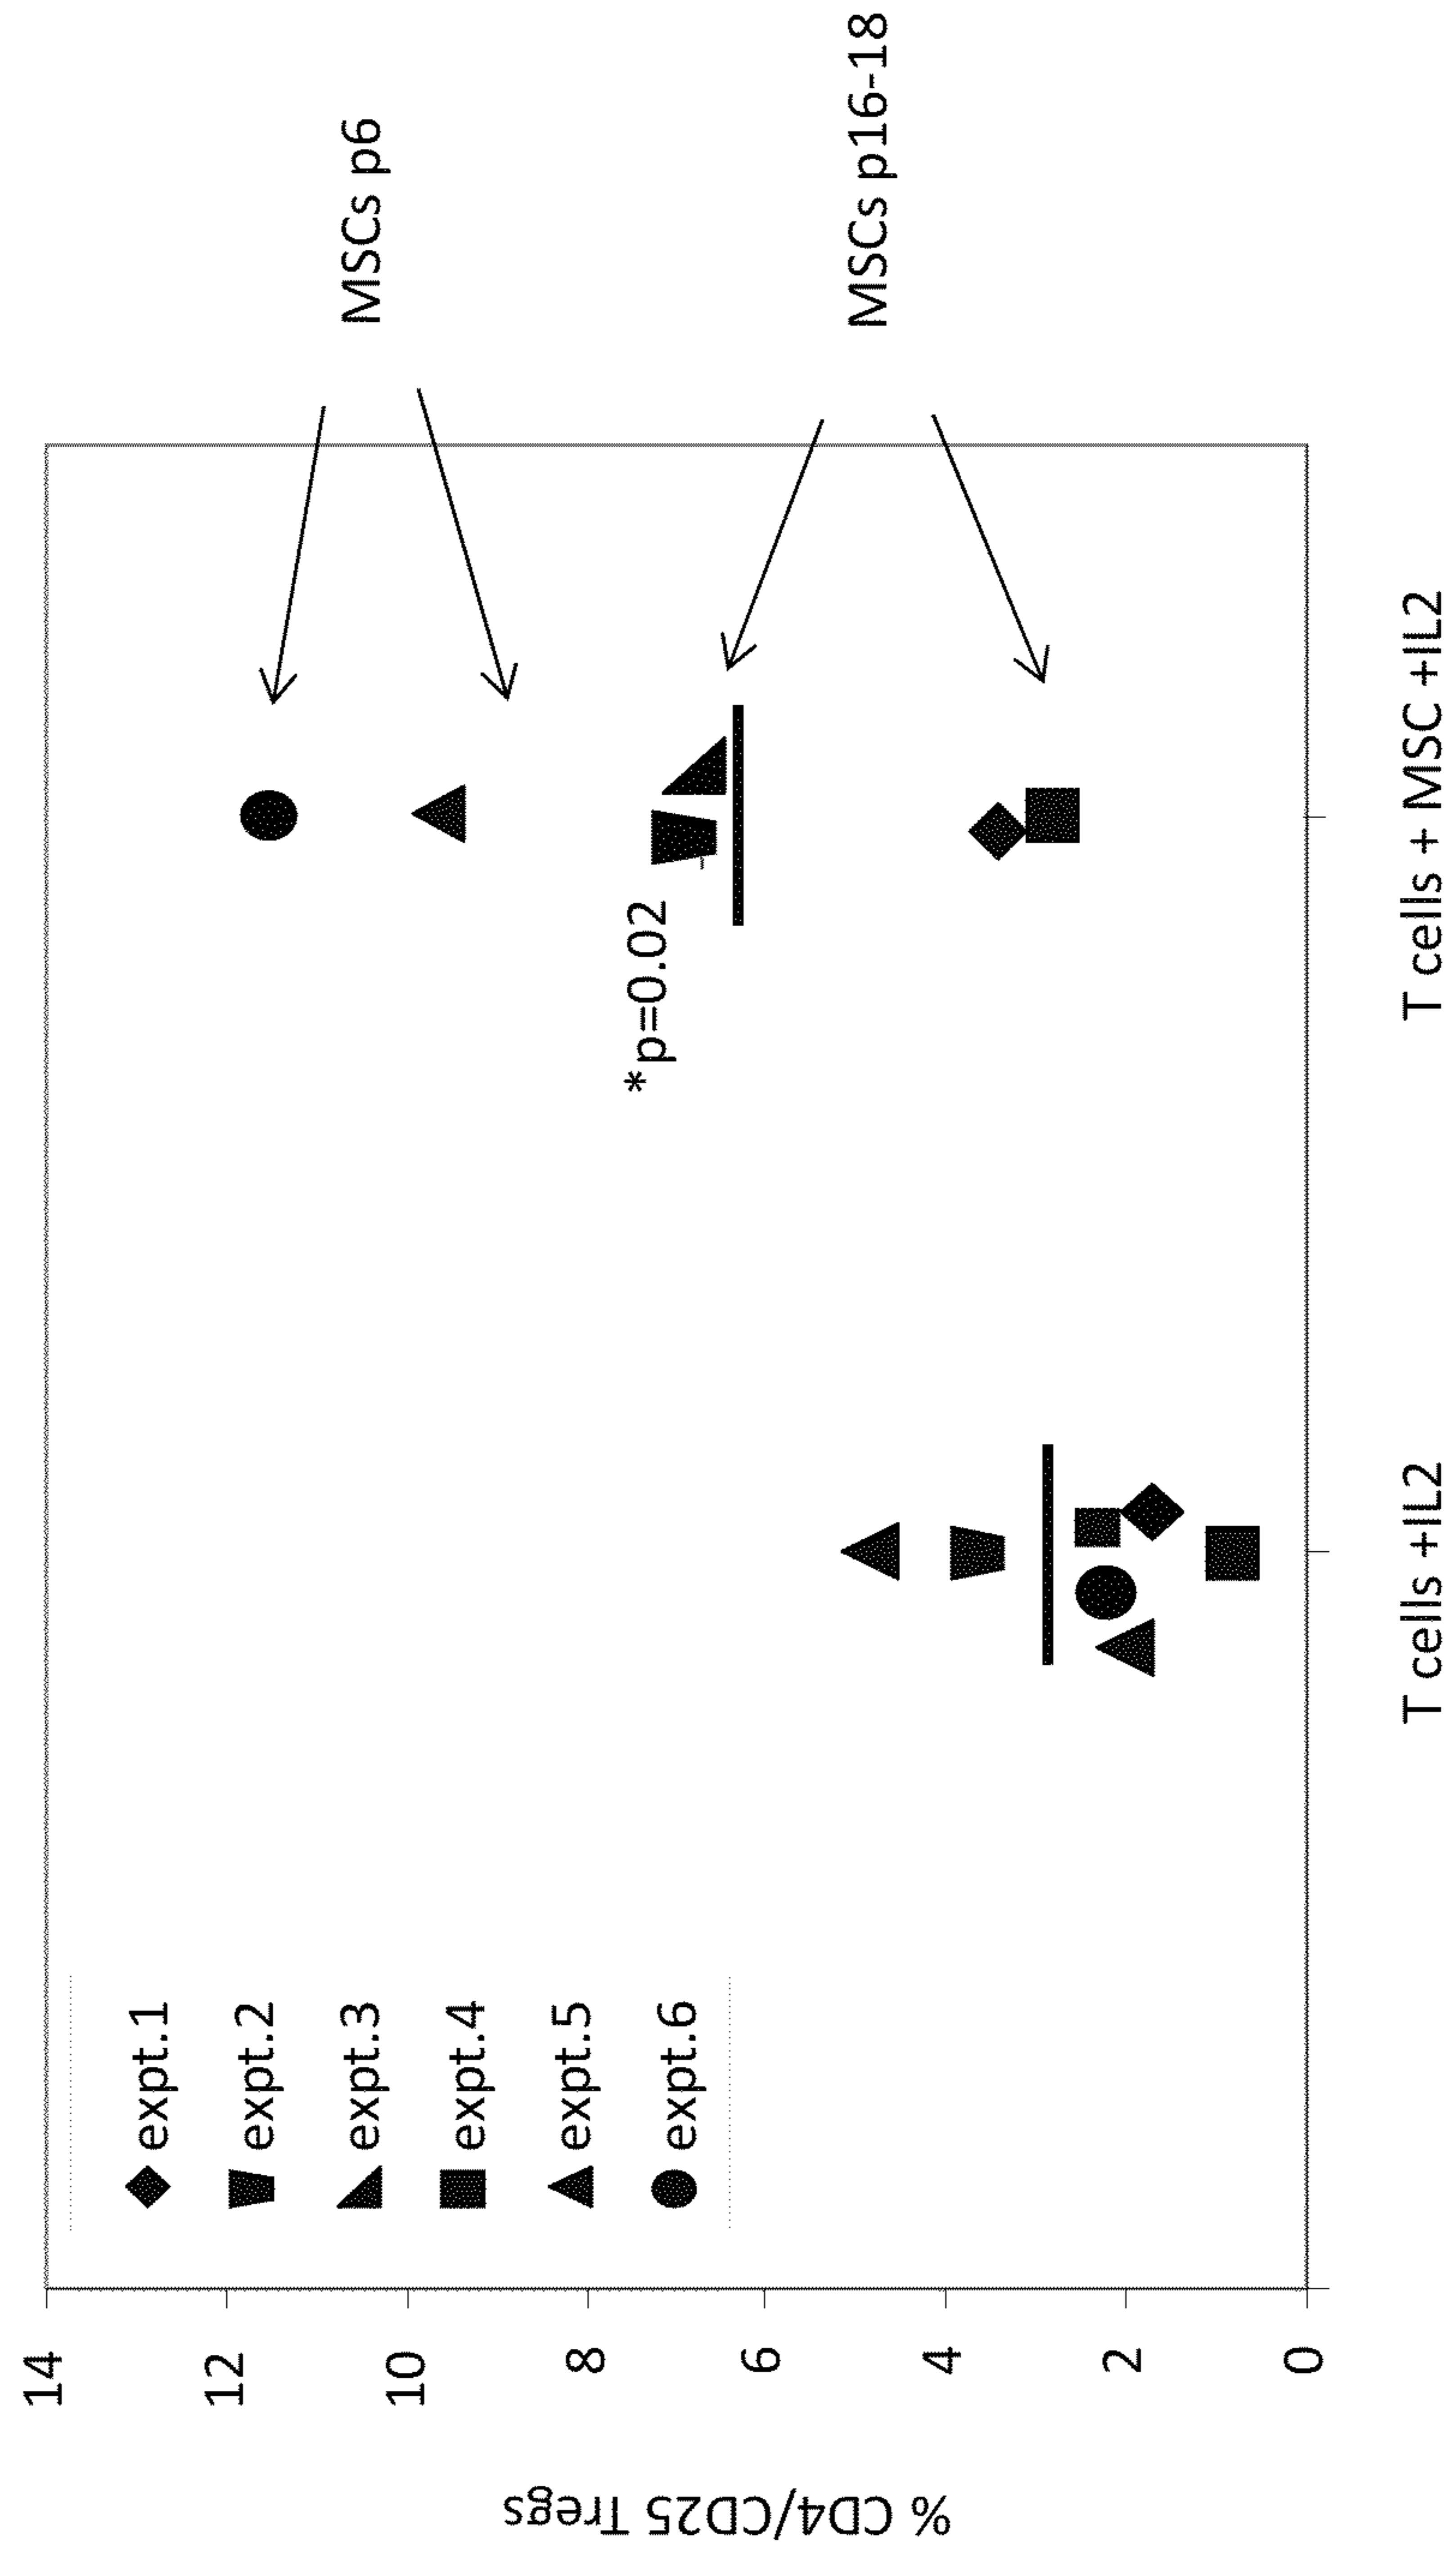 % CD4/CD25 Tregs
14
12
10
8
6
4
2
0
expt.1
expt.2
expt.3
expt.4
expt.5
expt.6
*p=0.02
MSCs p6
MSCs p16-18
T cells +IL2
T cells + MSC +IL2